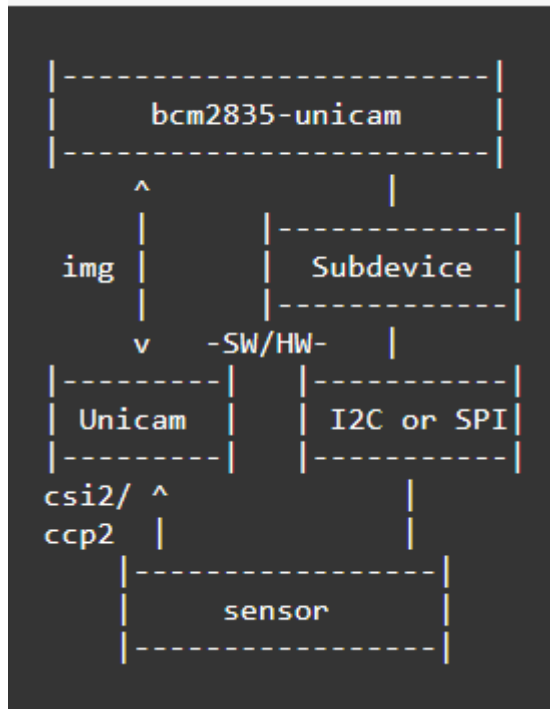 |------------------------|
|     bcm2835-unicam     |
|------------------------|
     ^             |
     |      |-------------|
 img |      |  Subdevice  |
     |      |-------------|
     v   -SW/HW-   |
|---------|   |-----------|
| Unicam  |   | I2C or SPI|
|---------|   |-----------|
csi2/ ^             |
ccp2  |             |
    |-----------------|
    |     sensor      |
    |-----------------|